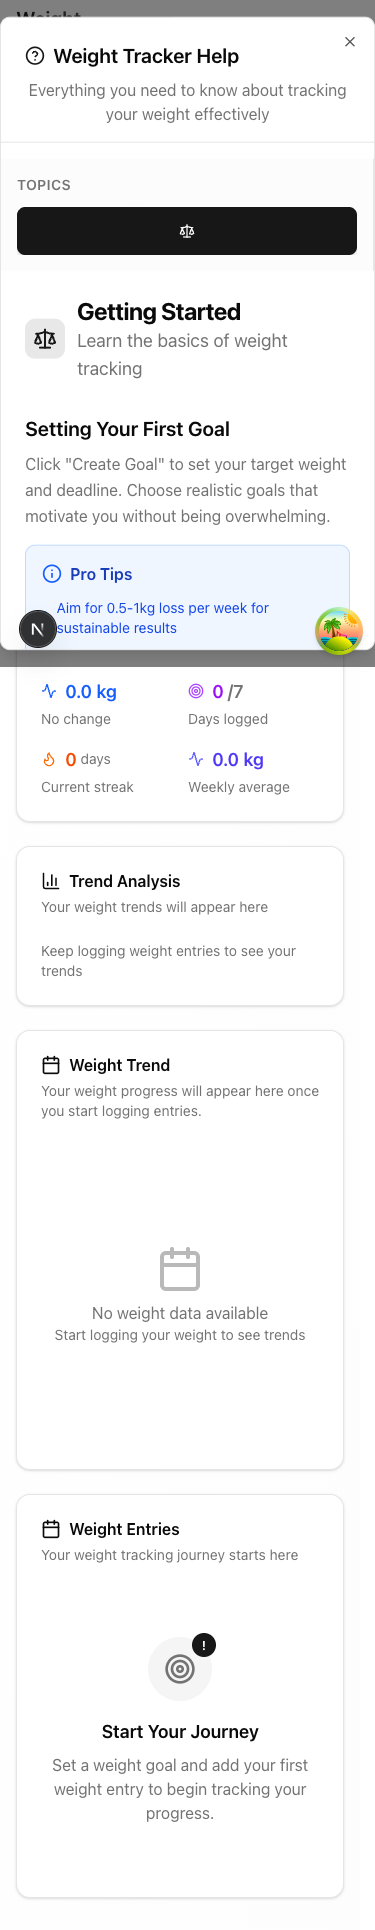 Weight
Weight Tracker Help
Everything you need to know about tracking
your weight effectively
TOPICS
Getting Started
Learn the basics of weight
tracking
Setting Your First Goal
Click "Create Goal" to set your target weight
and deadline. Choose realistic goals that
motivate you without being overwhelming.
Pro Tips
Aim for 0.5-1kg loss per week for
sustainable results
N
0.0 kg
No change
0 /7
Days logged
0 days
Current streak
0.0 kg
Weekly average
Trend Analysis
Your weight trends will appear here
Keep logging weight entries to see your
trends
Weight Trend
Your weight progress will appear here once
you start logging entries.
No weight data available
Start logging your weight to see trends
Weight Entries
Your weight tracking journey starts here
!
Start Your Journey
Set a weight goal and add your first
weight entry to begin tracking your
progress.